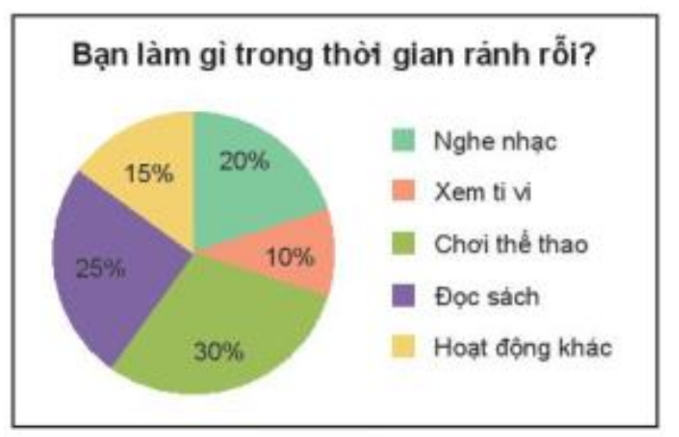 Bạn làm gì trong thời gian rảnh rỗi?
20%
10%
30%
25%
15%
Nghe nhạc
Xem ti vi
Chơi thể thao
Đọc sách
Hoạt động khác